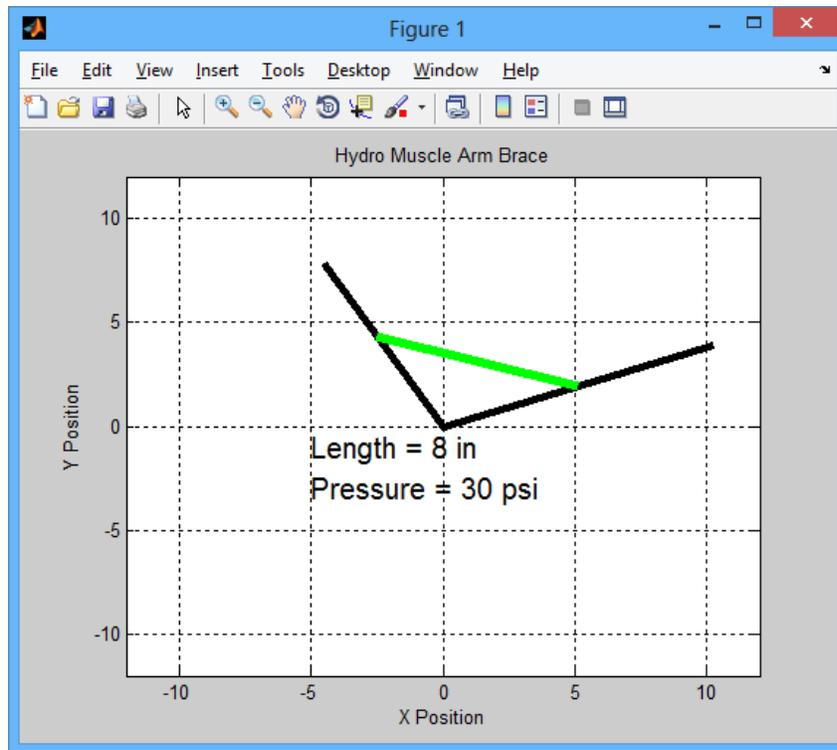 Figure 1
File Edit View Insert Tools Desktop Window Help
Hydro Muscle Arm Brace
10
5
0
-5
-10
Y Position
Length = 8 in
Pressure = 30 psi
-10 -5 0 5 10
X Position